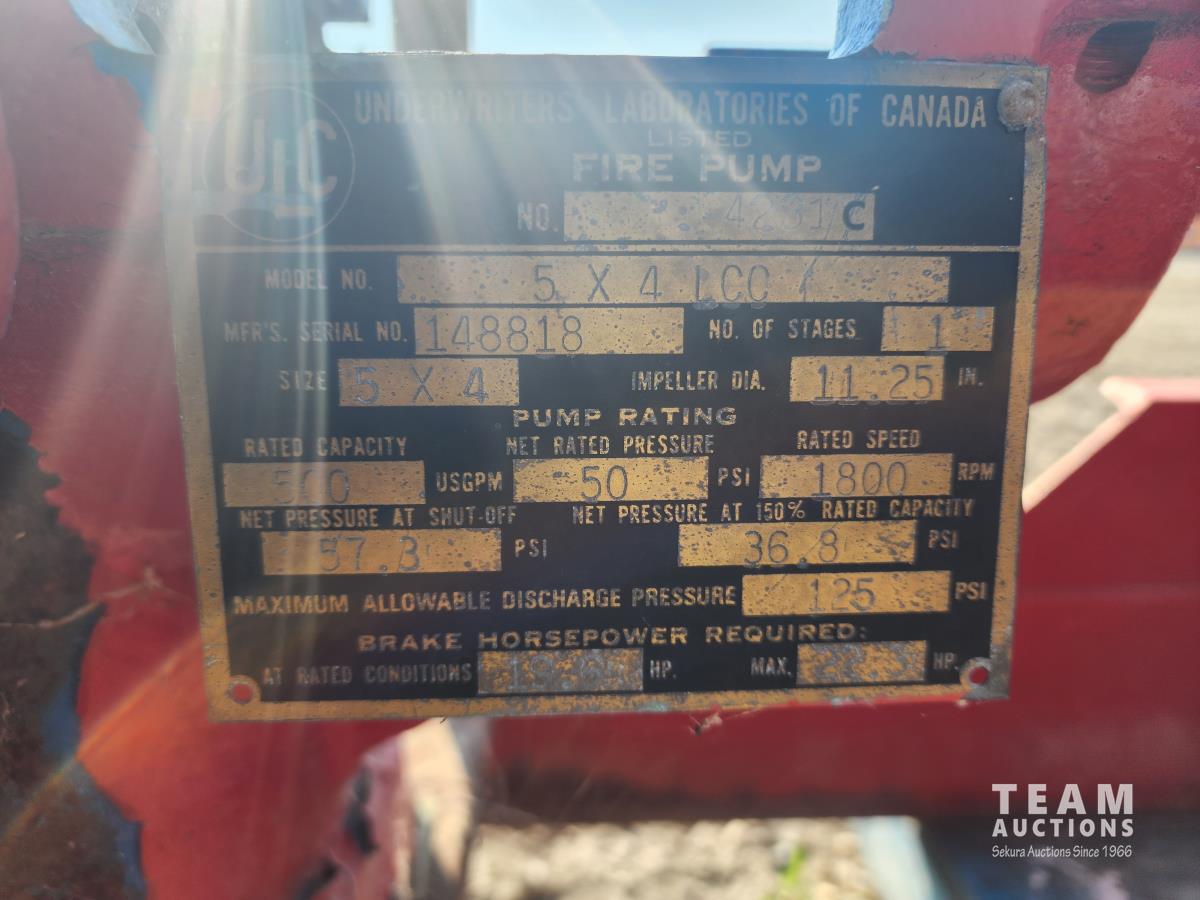 ULC
UNDERWRITERS' LABORATORIES OF CANADA
LISTED
FIRE PUMP
NO. 4231 C
MODEL NO. 5 X 4 LCC
MFR'S. SERIAL NO. 148818 NO. OF STAGES 1
SIZE 5 X 4 IMPELLER DIA. 11.25 IN.
PUMP RATING
RATED CAPACITY NET RATED PRESSURE RATED SPEED
500 USGPM 50 PSI 1800 RPM
NET PRESSURE AT SHUT-OFF NET PRESSURE AT 150% RATED CAPACITY
57.3 PSI 36.8 PSI
MAXIMUM ALLOWABLE DISCHARGE PRESSURE 125 PSI
BRAKE HORSEPOWER REQUIRED:
AT RATED CONDITIONS HP. MAX. HP.
TEAM
AUCTIONS
Sekura Auctions Since 1966